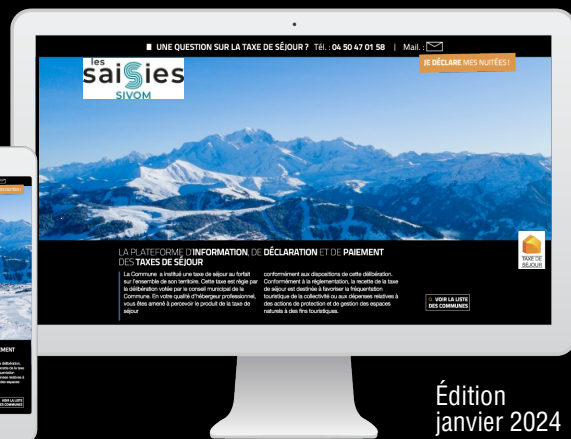 UNE QUESTION SUR LA TAXE DE SÉJOUR ? Tél. : 04 50 47 01 58 | Mail. :
JE DÉCLARE MES NUITÉES !
les
saisies
SIVOM
LA PLATEFORME D'INFORMATION, DE DÉCLARATION ET DE PAIEMENT
DES TAXES DE SÉJOUR
La Commune a institué une taxe de séjour au forfait
sur l'ensemble de son territoire. Cette taxe est régie par
la délibération votée par le conseil municipal de la
Commune. En votre qualité d'hébergeur professionnel,
vous êtes amené à percevoir le produit de la taxe de
séjour
conformément aux dispositions de cette délibération.
Conformément à la réglementation, la recette de la taxe
de séjour est destinée à favoriser la fréquentation
touristique de la collectivité ou aux dépenses relatives à
des actions de protection et de gestion des espaces
naturels à des fins touristiques.
TAXE DE
SÉJOUR
VOIR LA LISTE
DES COMMUNES
EMENT
VOIR LA LISTE
DES COMMUNES
Édition
janvier 2024